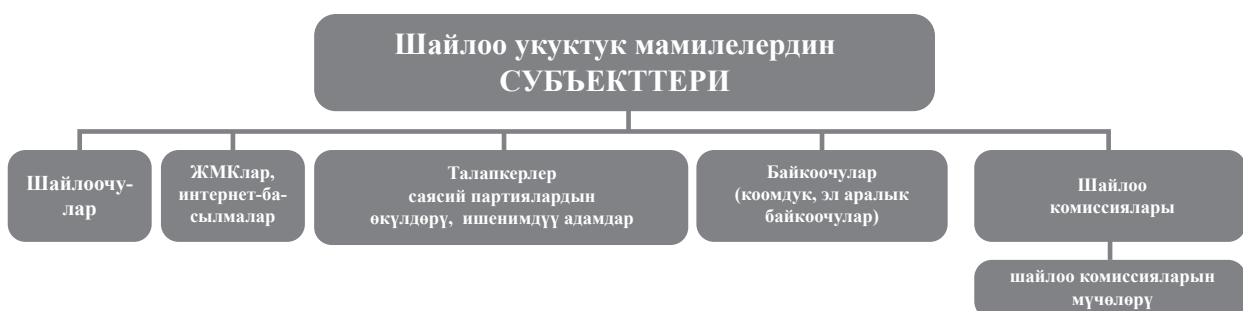 Шайлоо укуктук мамилелердин
СУБЪЕКТТЕРИ
Шайлоочу-
лар
ЖМКлар,
интернет-ба-
сылмалар
Талапкерлер
саясий партиялардын
өкүлдөрү, ишенимдүү адамдар
Байкоочулар
(коомдук, эл аралык
байкоочулар)
Шайлоо
комиссиялары
шайлоо комиссияларын
мүчөлөрү